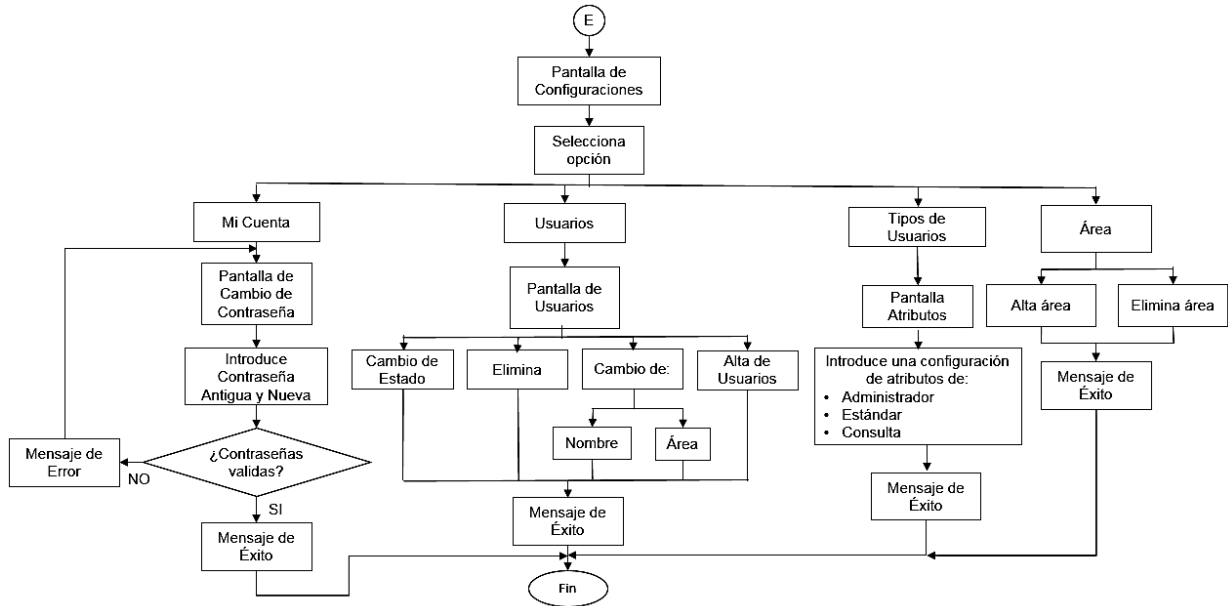 E
Pantalla de
Configuraciones
Selecciona
opción
Mi Cuenta
Usuarios
Tipos de
Usuarios
Área
Pantalla de
Cambio de
Contraseña
Pantalla de
Usuarios
Pantalla
Atributos
Alta área
Elimina área
Introduce
Contraseña
Antigua y Nueva
Cambio de
Estado
Elimina
Cambio de:
Alta de
Usuarios
Introduce una configuración
de atributos de:
• Administrador
• Estándar
• Consulta
Mensaje de
Éxito
Nombre
Área
Mensaje de
Error
NO
¿Contraseñas
validas?
SI
Mensaje de
Éxito
Mensaje de
Éxito
Mensaje de
Éxito
Fin